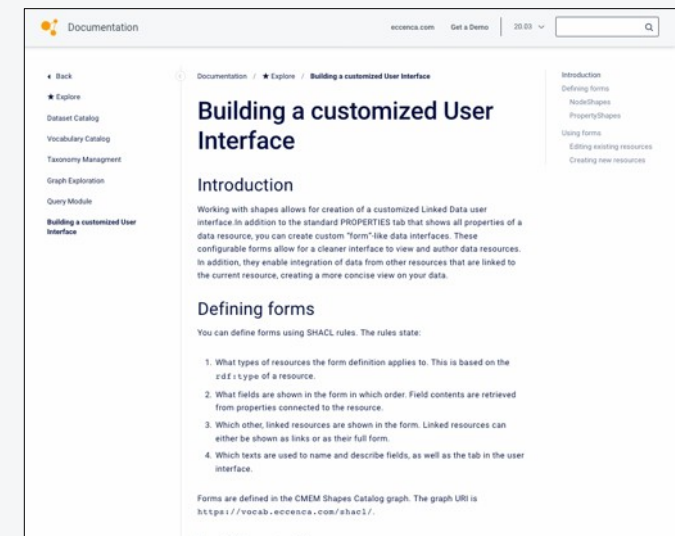 Documentation
eccenca.com Get a Demo 20.03
Back
Explore
Dataset Catalog
Vocabulary Catalog
Taxonomy Managment
Graph Exploration
Query Module
Building a customized User
Interface
Documentation / ★ Explore / Building a customized User Interface
Building a customized User
Interface
Introduction
Working with shapes allows for creation of a customized Linked Data user
interface.In addition to the standard PROPERTIES tab that shows all properties of a
data resource, you can create custom "form"-like data interfaces. These
configurable forms allow for a cleaner interface to view and author data resources.
In addition, they enable integration of data from other resources that are linked to
the current resource, creating a more concise view on your data.
Defining forms
You can define forms using SHACL rules. The rules state:
1. What types of resources the form definition applies to. This is based on the
rdf:type of a resource.
2. What fields are shown in the form in which order. Field contents are retrieved
from properties connected to the resource.
3. Which other, linked resources are shown in the form. Linked resources can
either be shown as links or as their full form.
4. Which texts are used to name and describe fields, as well as the tab in the user
interface.
Forms are defined in the CMEM Shapes Catalog graph. The graph URI is
https://vocab.eccenca.com/shacl/.
Introduction
Defining forms
NodeShapes
PropertyShapes
Using forms
Editing existing resources
Creating new resources